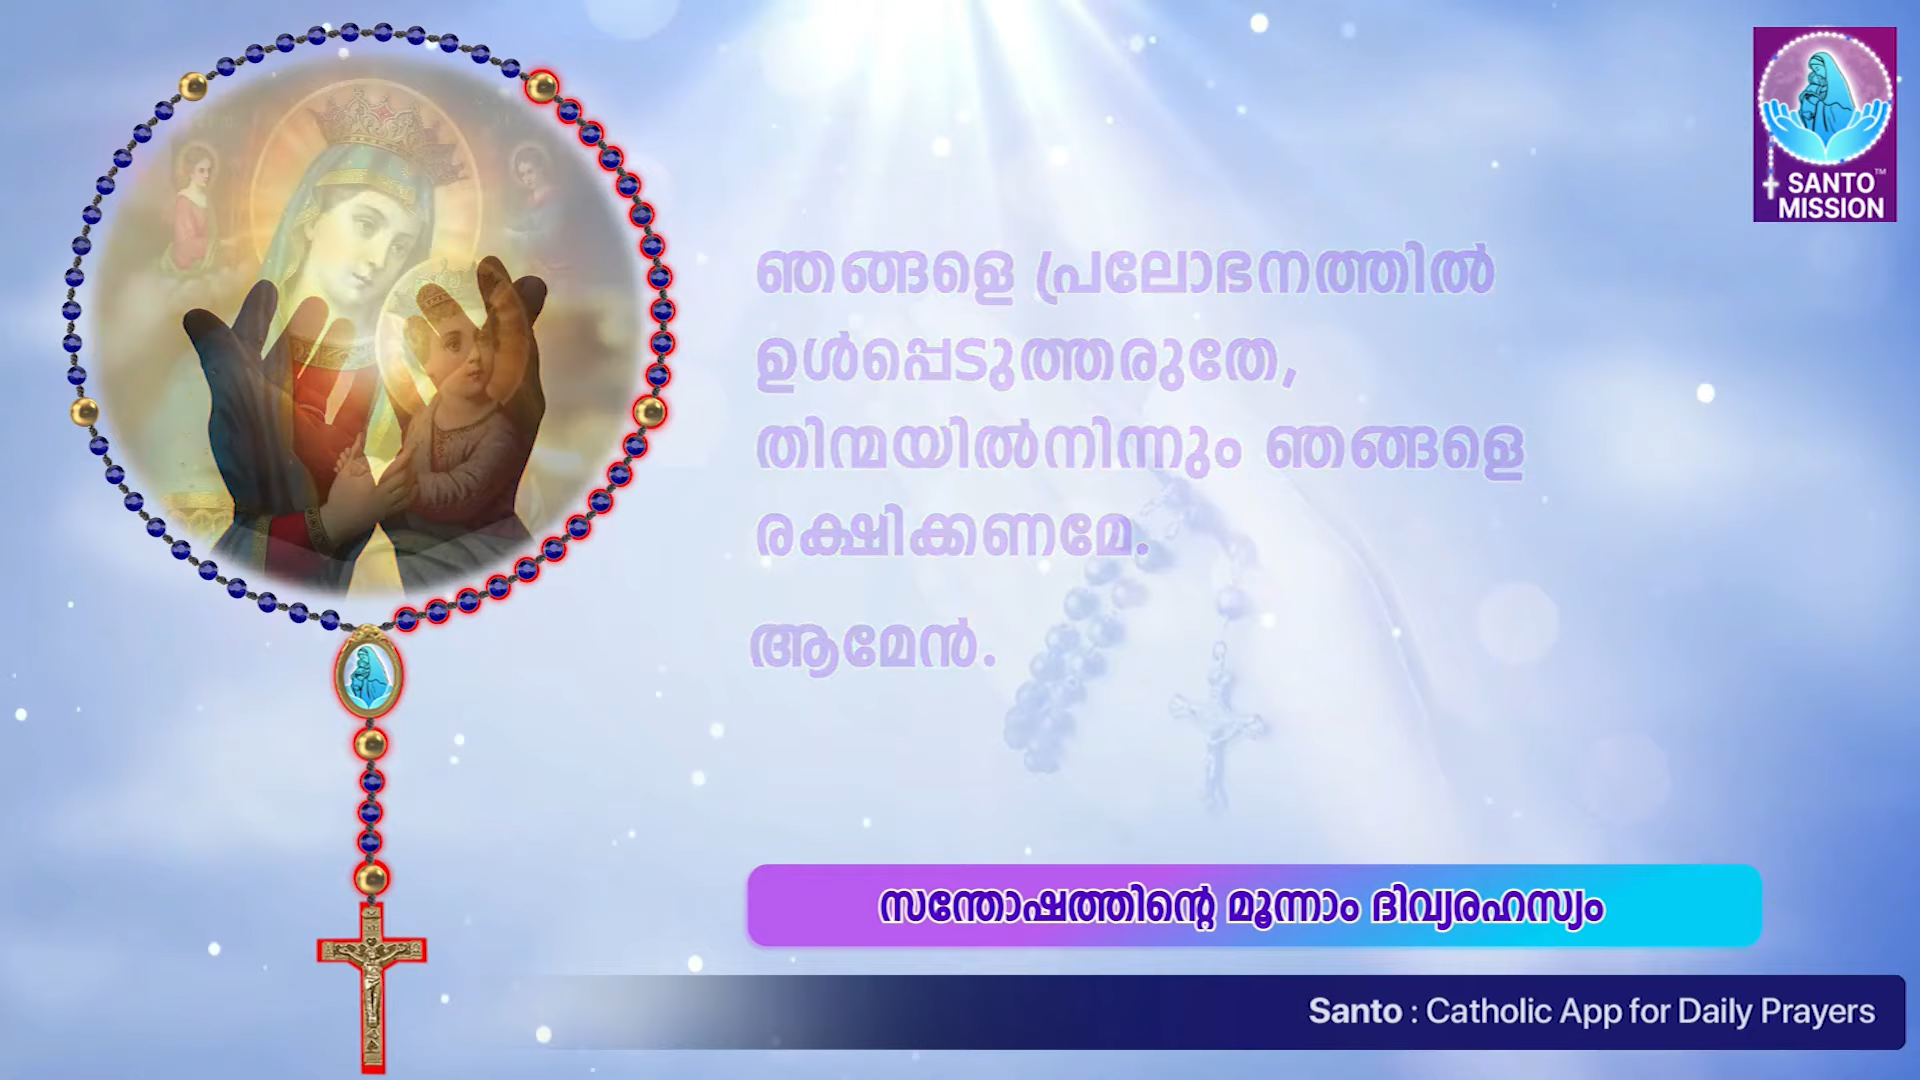 SANTO™
MISSION
ഞങ്ങളെ പ്രലോഭനത്തിൽ
ഉൾപ്പെടുത്തരുതേ,
തിന്മയിൽനിന്നും ഞങ്ങളെ
രക്ഷിക്കണമേ.
ആമേൻ.
സന്തോഷത്തിന്റെ മൂന്നാം ദിവ്യരഹസ്യം
Santo : Catholic App for Daily Prayers